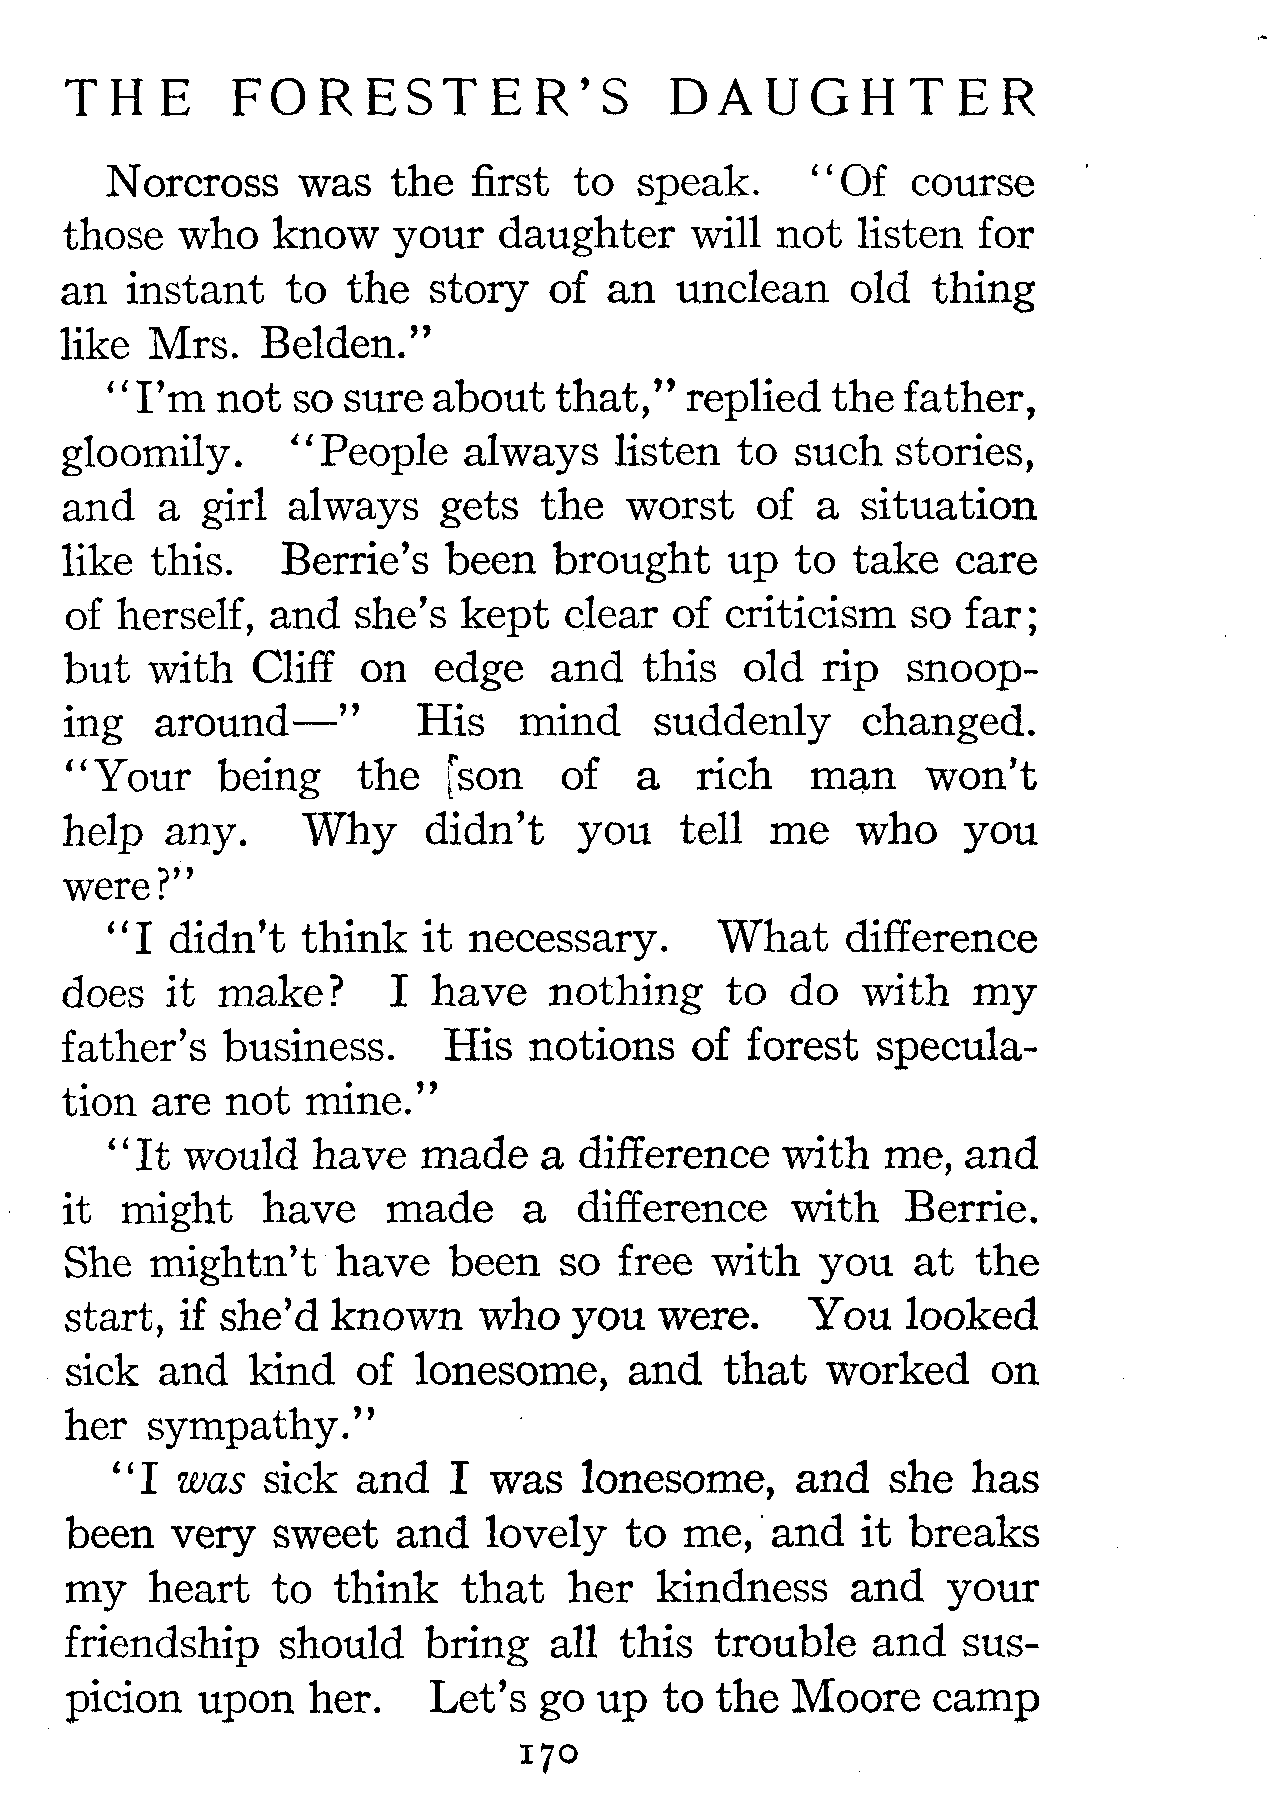 THE FORESTER'S DAUGHTER
Norcross was the first to speak. "Of course
those who know your daughter will not listen for
an instant to the story of an unclean old thing
like Mrs. Belden."
"I'm not so sure about that," replied the father,
gloomily. "People always listen to such stories,
and a girl always gets the worst of a situation
like this. Berrie's been brought up to take care
of herself, and she's kept clear of criticism so far;
but with Cliff on edge and this old rip snoop-
ing around—" His mind suddenly changed.
"Your being the [son of a rich man won't
help any. Why didn't you tell me who you
were?"
"I didn't think it necessary. What difference
does it make? I have nothing to do with my
father's business. His notions of forest specula-
tion are not mine."
"It would have made a difference with me, and
it might have made a difference with Berrie.
She mightn't have been so free with you at the
start, if she'd known who you were. You looked
sick and kind of lonesome, and that worked on
her sympathy."
"I was sick and I was lonesome, and she has
been very sweet and lovely to me, and it breaks
my heart to think that her kindness and your
friendship should bring all this trouble and sus-
picion upon her. Let's go up to the Moore camp
170